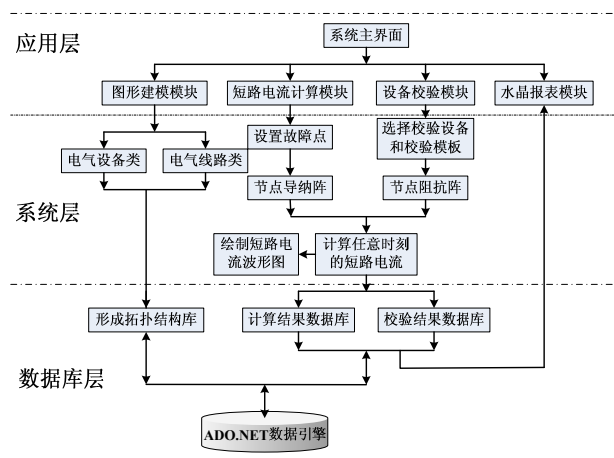 系统主界面
应用层
图形建模模块
短路电流计算模块
设备校验模块
水晶报表模块
设置故障点
选择校验设备
和校验模板
电气设备类
电气线路类
节点导纳阵
节点阻抗阵
系统层
绘制短路电
流波形图
计算任意时刻
的短路电流
形成拓扑结构库
计算结果数据库
校验结果数据库
数据库层
ADO.NET数据引擎